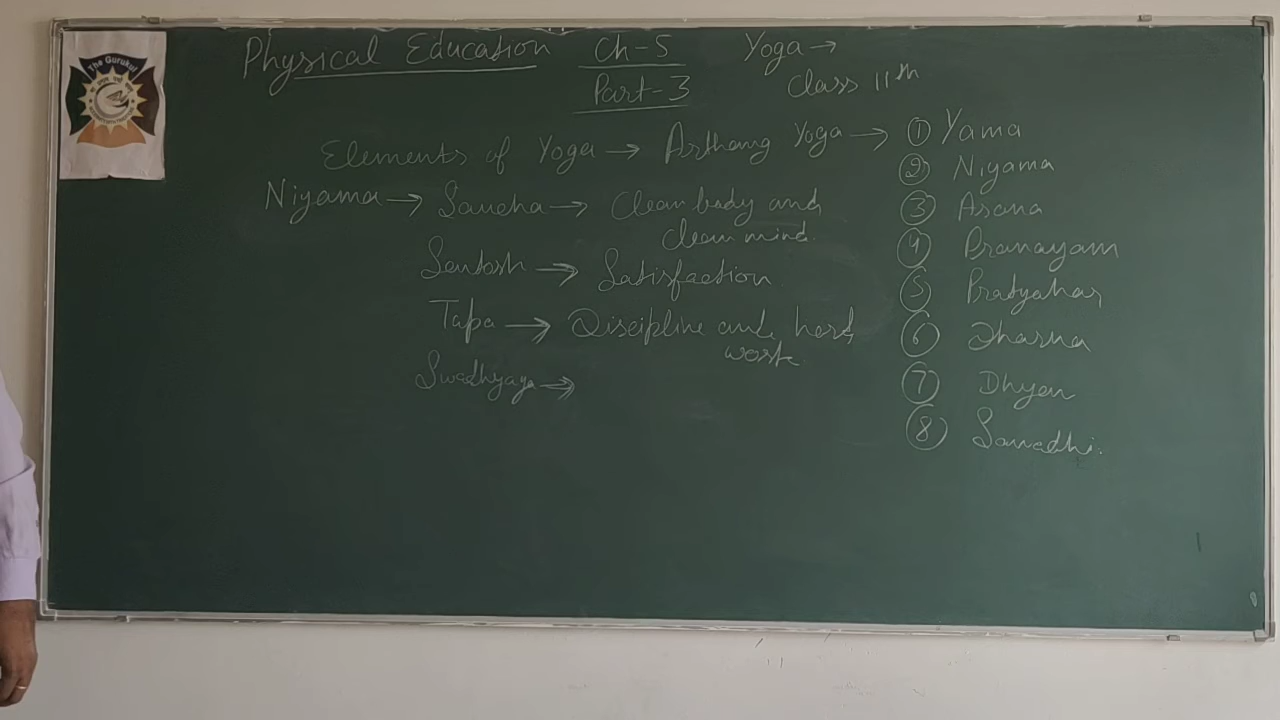 The Gurukul
Physical Education Ch-5 Yoga →
Part-3 Class 11th
Elements of Yoga → Asthang Yoga → ① Yama
② Niyama
Niyama → Saucha → Clean body and ③ Asana
clean mind. ④ Pranayam
Santosh → Satisfaction ⑤ Pratyahar
Tapa → Discipline and hard ⑥ Dharna
work
Swadhyaya → ⑦ Dhyan
⑧ Samadhi.